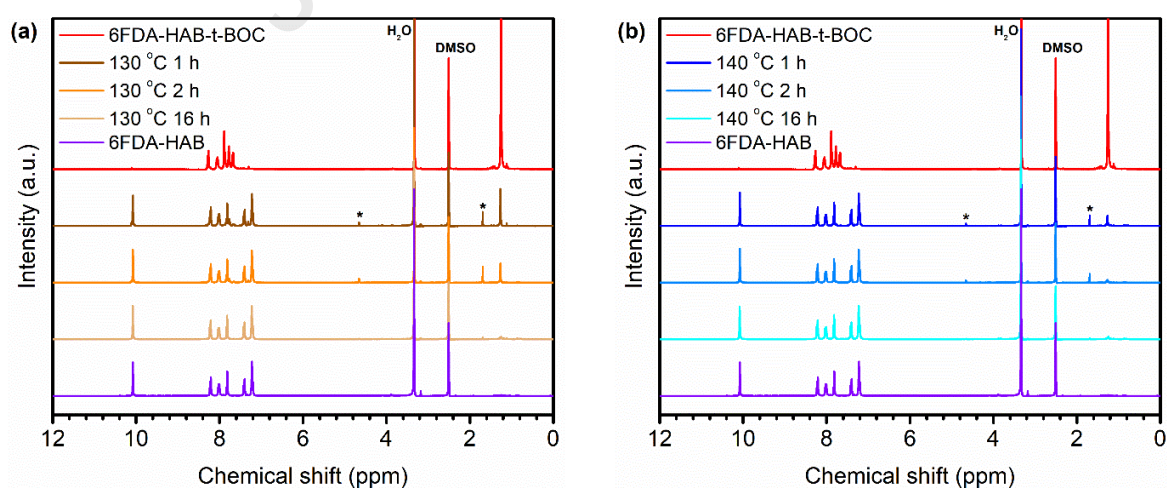 (a)
6FDA-HAB-t-BOC
130 °C 1 h
130 °C 2 h
130 °C 16 h
6FDA-HAB
H₂O
DMSO
*
*
Intensity (a.u.)
12 10 8 6 4 2 0
Chemical shift (ppm)
(b)
6FDA-HAB-t-BOC
140 °C 1 h
140 °C 2 h
140 °C 16 h
6FDA-HAB
H₂O
DMSO
*
*
Intensity (a.u.)
12 10 8 6 4 2 0
Chemical shift (ppm)